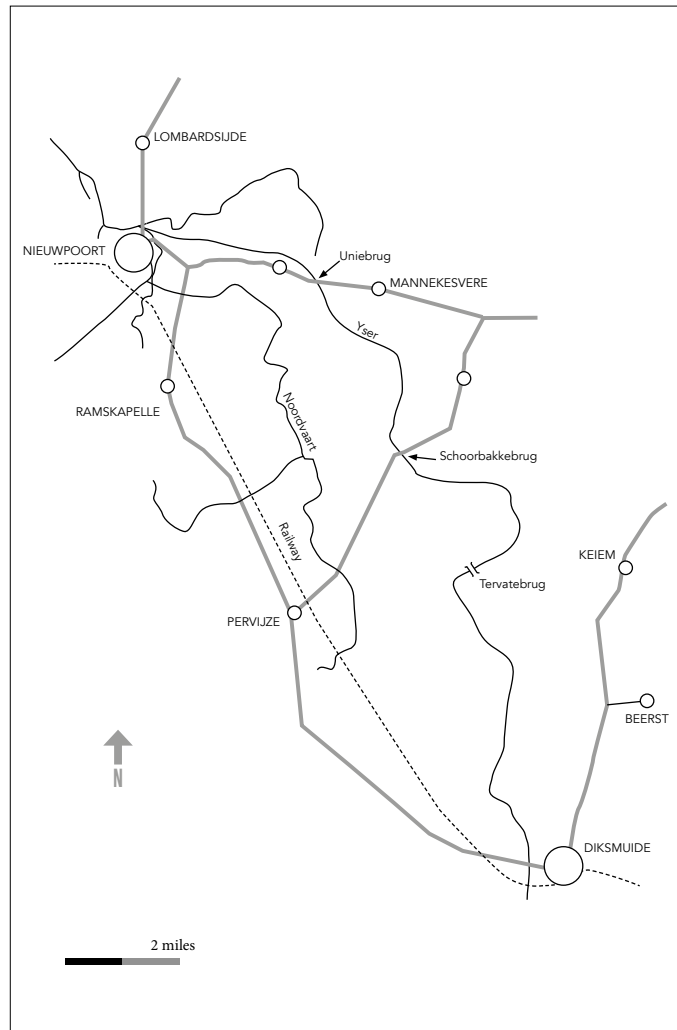 LOMBARDSIJDE
NIEUWPOORT
Uniebrug
MANNEKESVERE
Yser
RAMSKAPELLE
Noordvaart
Schoorbakkebrug
Railway
KEIEM
Tervatebrug
PERVIJZE
BEERST
N
DIKSMUIDE
2 miles